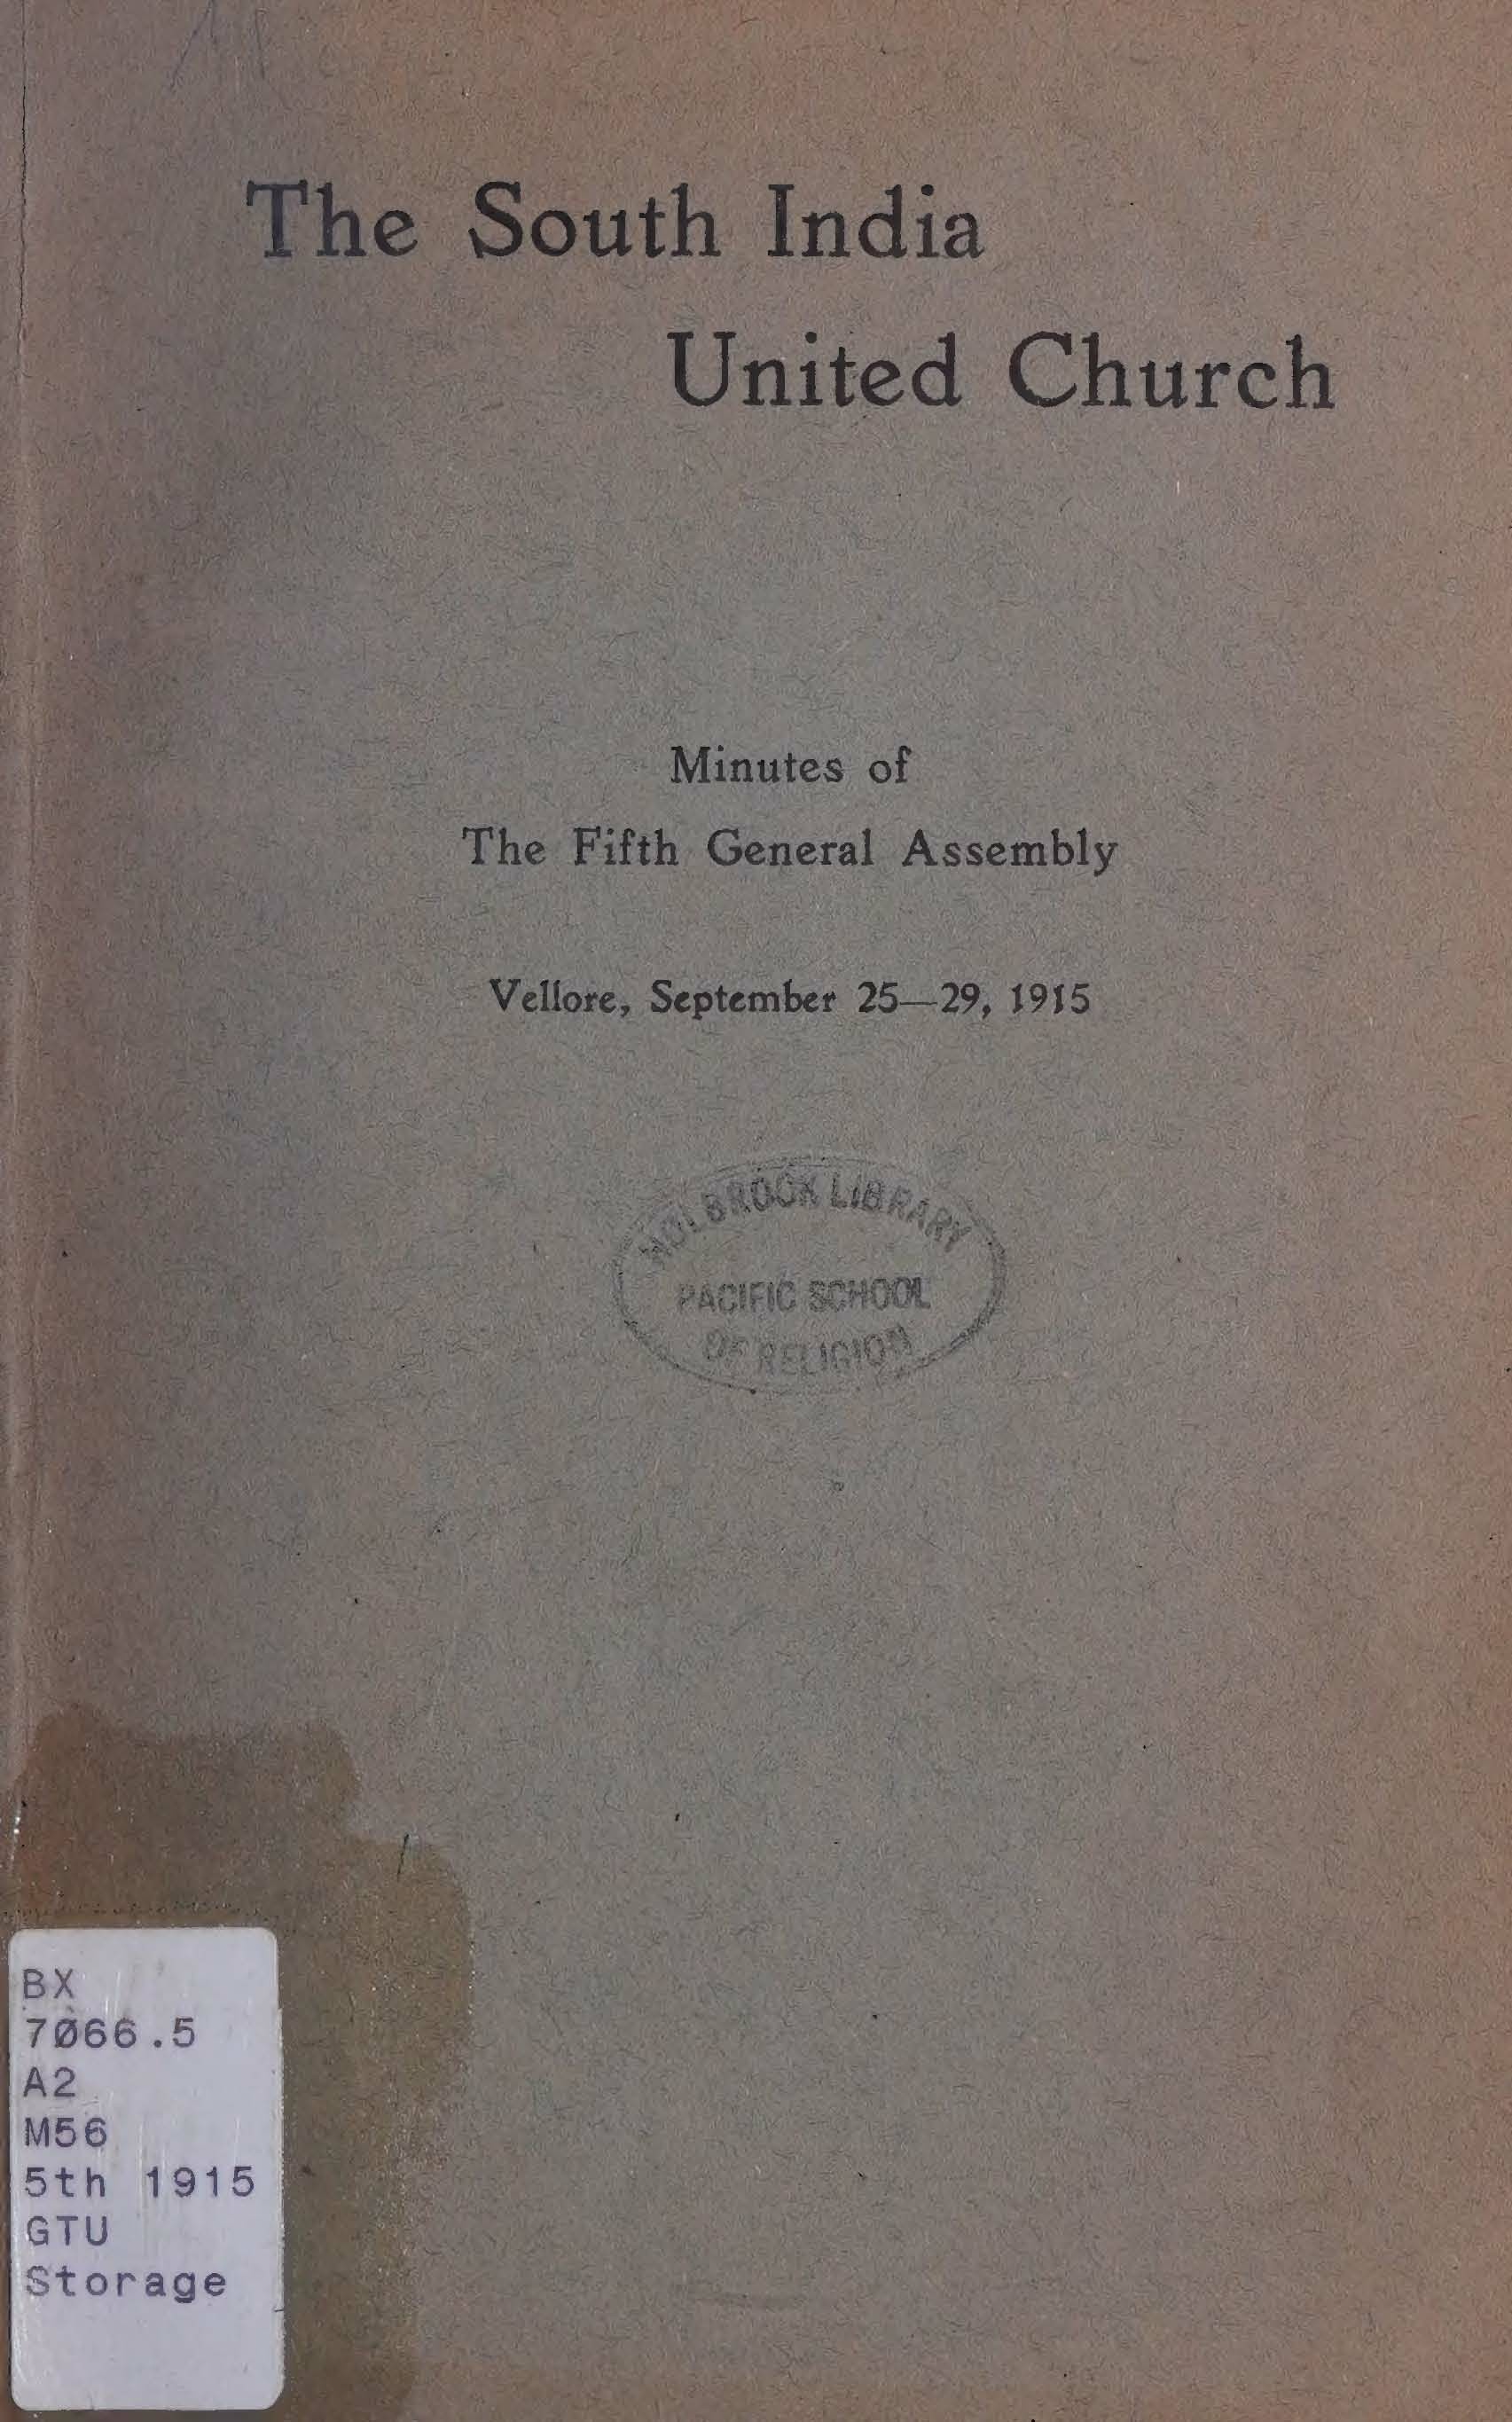 The South India
United Church
Minutes of
The Fifth General Assembly
Vellore, September 25—29, 1915
HOLBROOK LIBRARY
PACIFIC SCHOOL
OF RELIGION
BX
7066.5
A2
M56
5th 1915
GTU
Storage